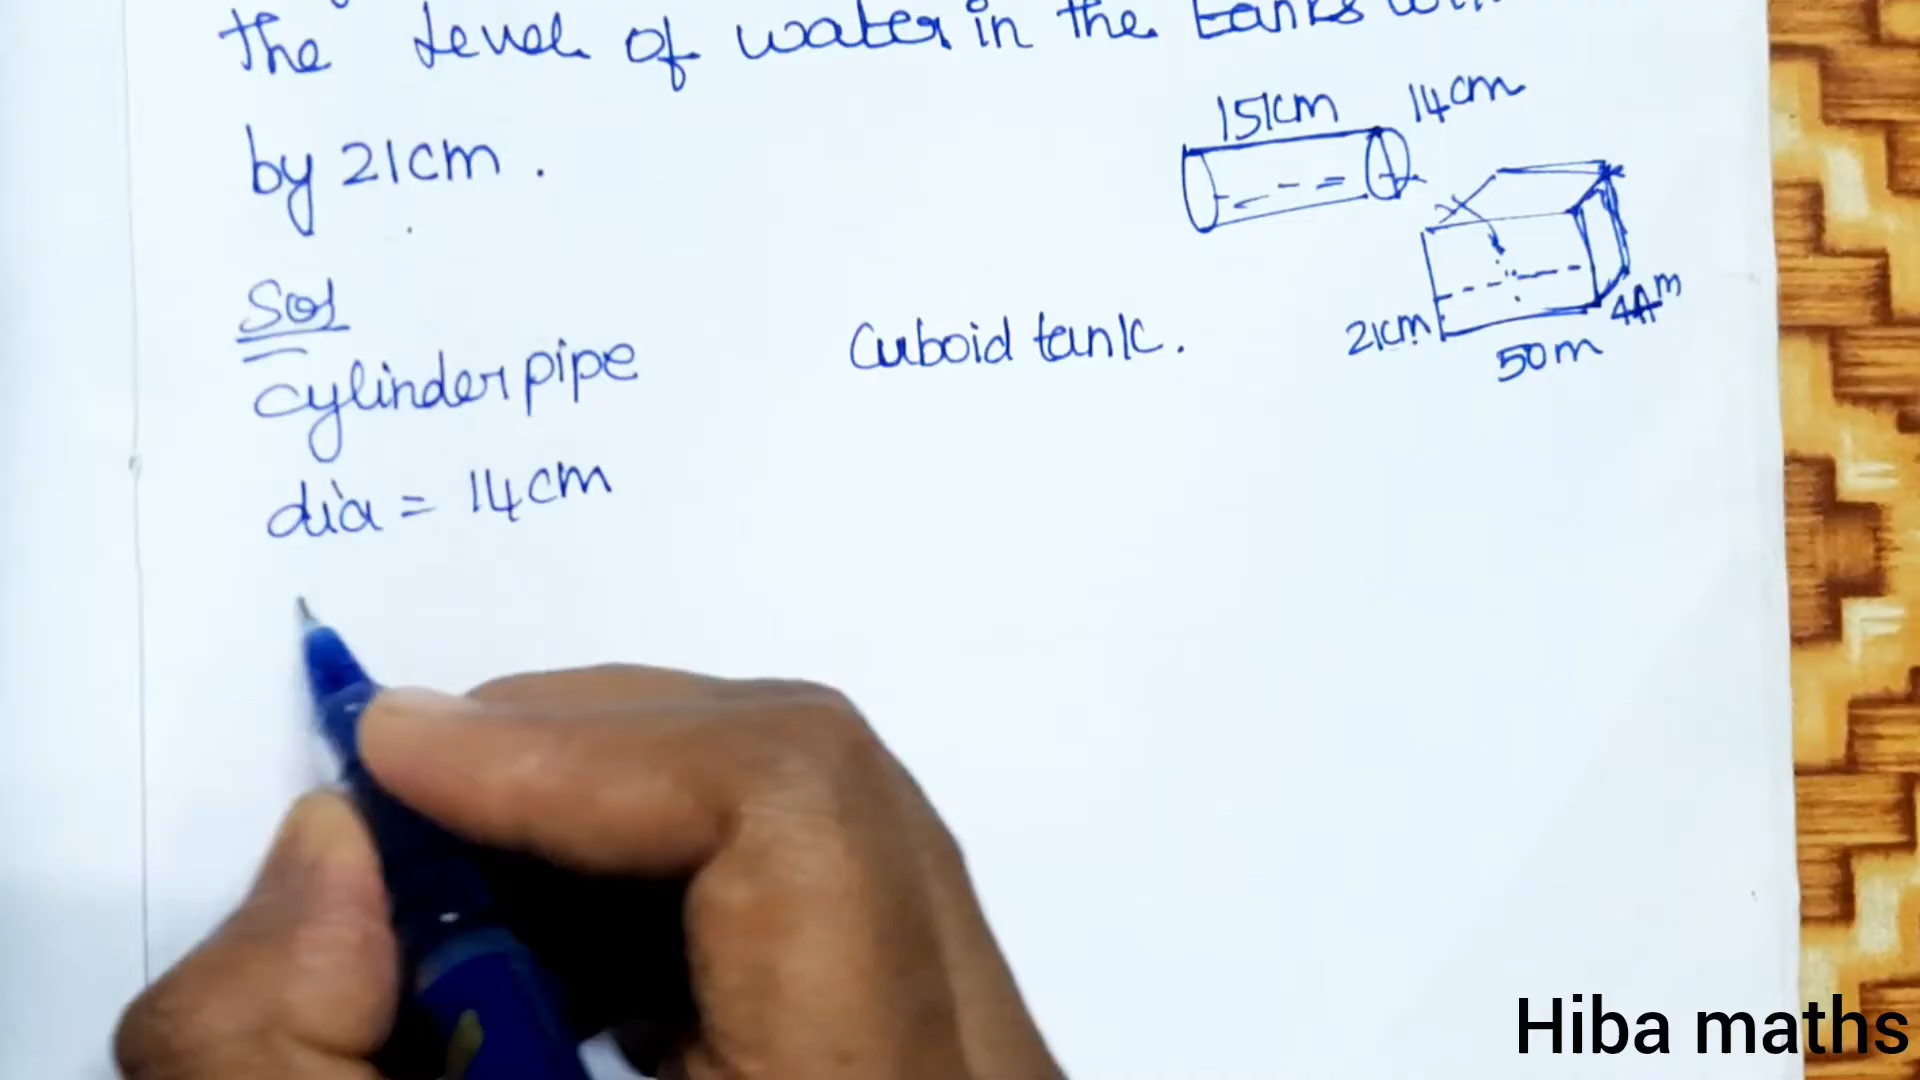 the level of water in the tanks
by 21cm.
151cm 14cm
Sol
cylinder pipe
Cuboid tank.
21cm
50m
44m
dia = 14cm
Hiba maths